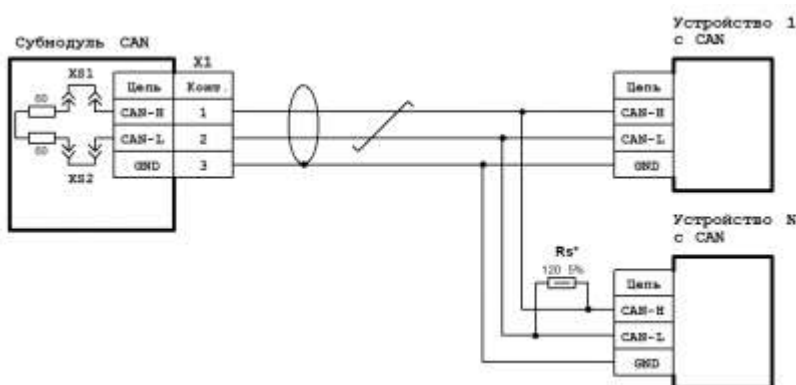 Устройство 1
с CAN
Субмодуль CAN
X1
XS1
Цепь
Конт.
Цепь
60
CAN-H
1
CAN-H
CAN-L
2
CAN-L
60
GND
3
GND
XS2
Устройство N
с CAN
Rs*
120 5%
Цепь
CAN-H
CAN-L
GND